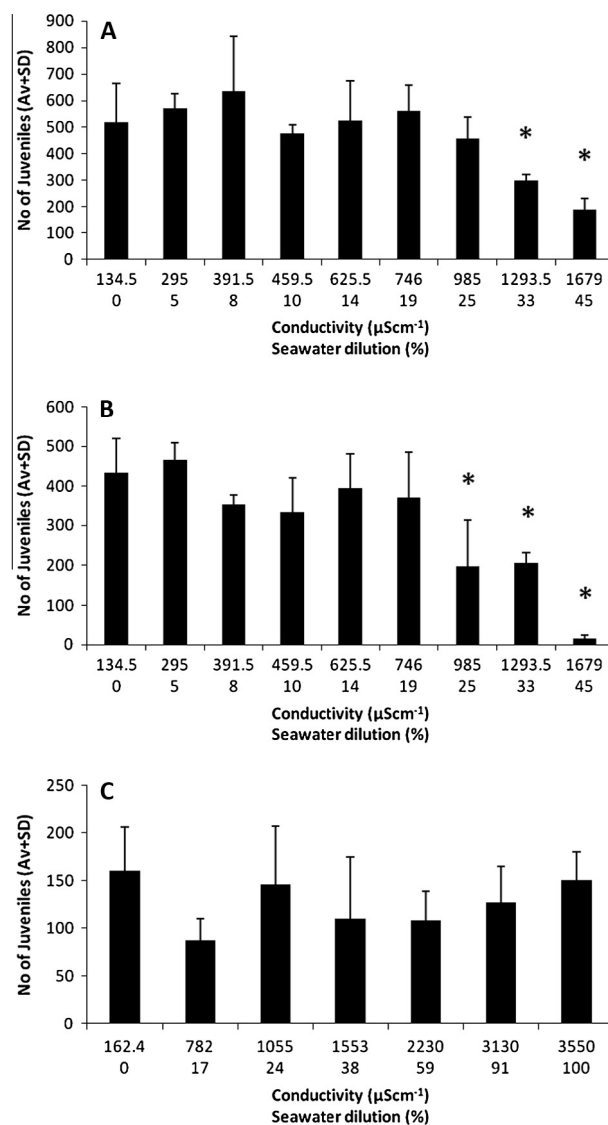 A
No of Juveniles (Av+SD)
900
800
700
600
500
400
300
200
100
0
* *
134.5 295 391.5 459.5 625.5 746 985 1293.5 1679
0 5 8 10 14 19 25 33 45
Conductivity (µScm-1)
Seawater dilution (%)
B
No of Juveniles (Av+SD)
600
500
400
300
200
100
0
* * *
134.5 295 391.5 459.5 625.5 746 985 1293.5 1679
0 5 8 10 14 19 25 33 45
Conductivity (µScm-1)
Seawater dilution (%)
C
No of Juveniles (Av+SD)
250
200
150
100
50
0
162.4 782 1055 1553 2230 3130 3550
0 17 24 38 59 91 100
Conductivity (µScm-1)
Seawater dilution (%)